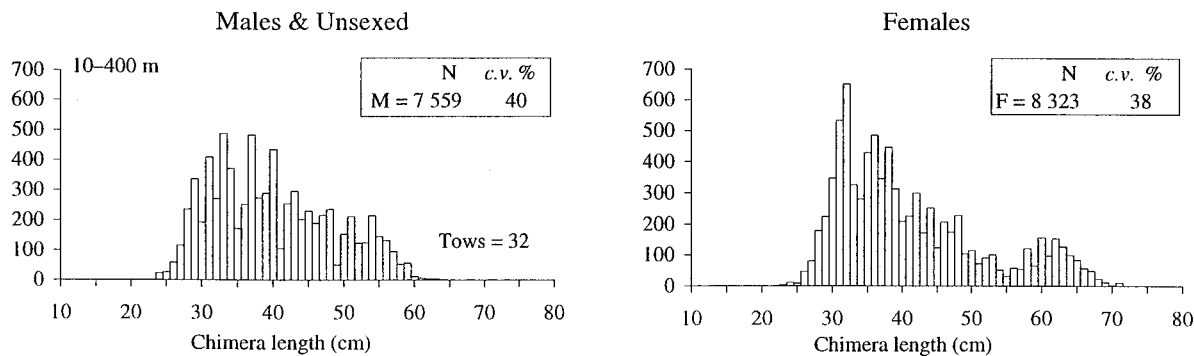 Males & Unsexed
10–400 m
N c.v. %
M = 7 559 40
Tows = 32
700
600
500
400
300
200
100
0
10 20 30 40 50 60 70 80
Chimera length (cm)
Females
N c.v. %
F = 8 323 38
700
600
500
400
300
200
100
0
10 20 30 40 50 60 70 80
Chimera length (cm)